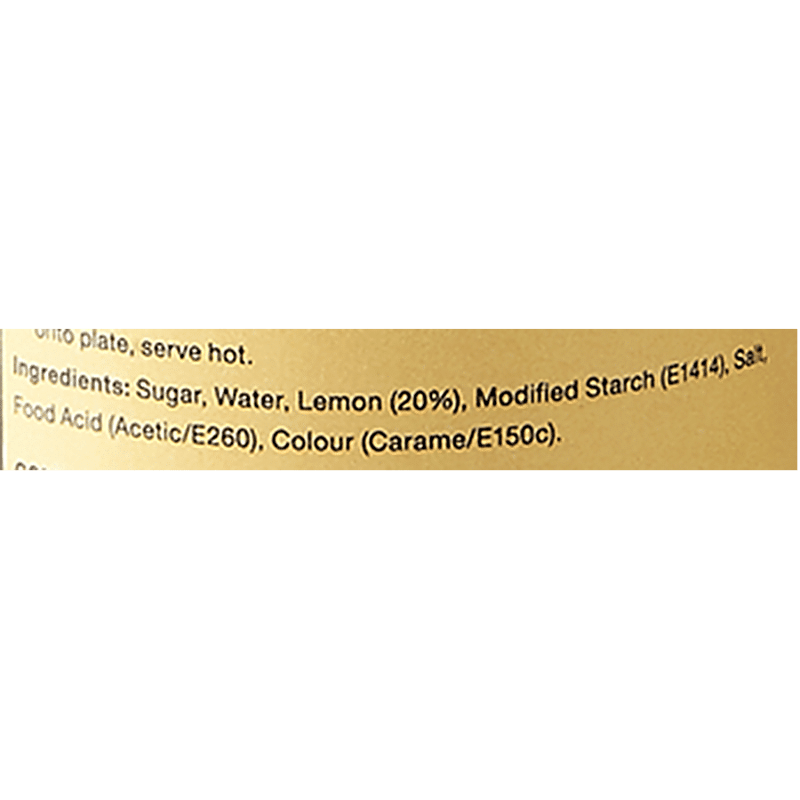 onto plate, serve hot.
Ingredients: Sugar, Water, Lemon (20%), Modified Starch (E1414), Salt,
Food Acid (Acetic/E260), Colour (Carame/E150c).